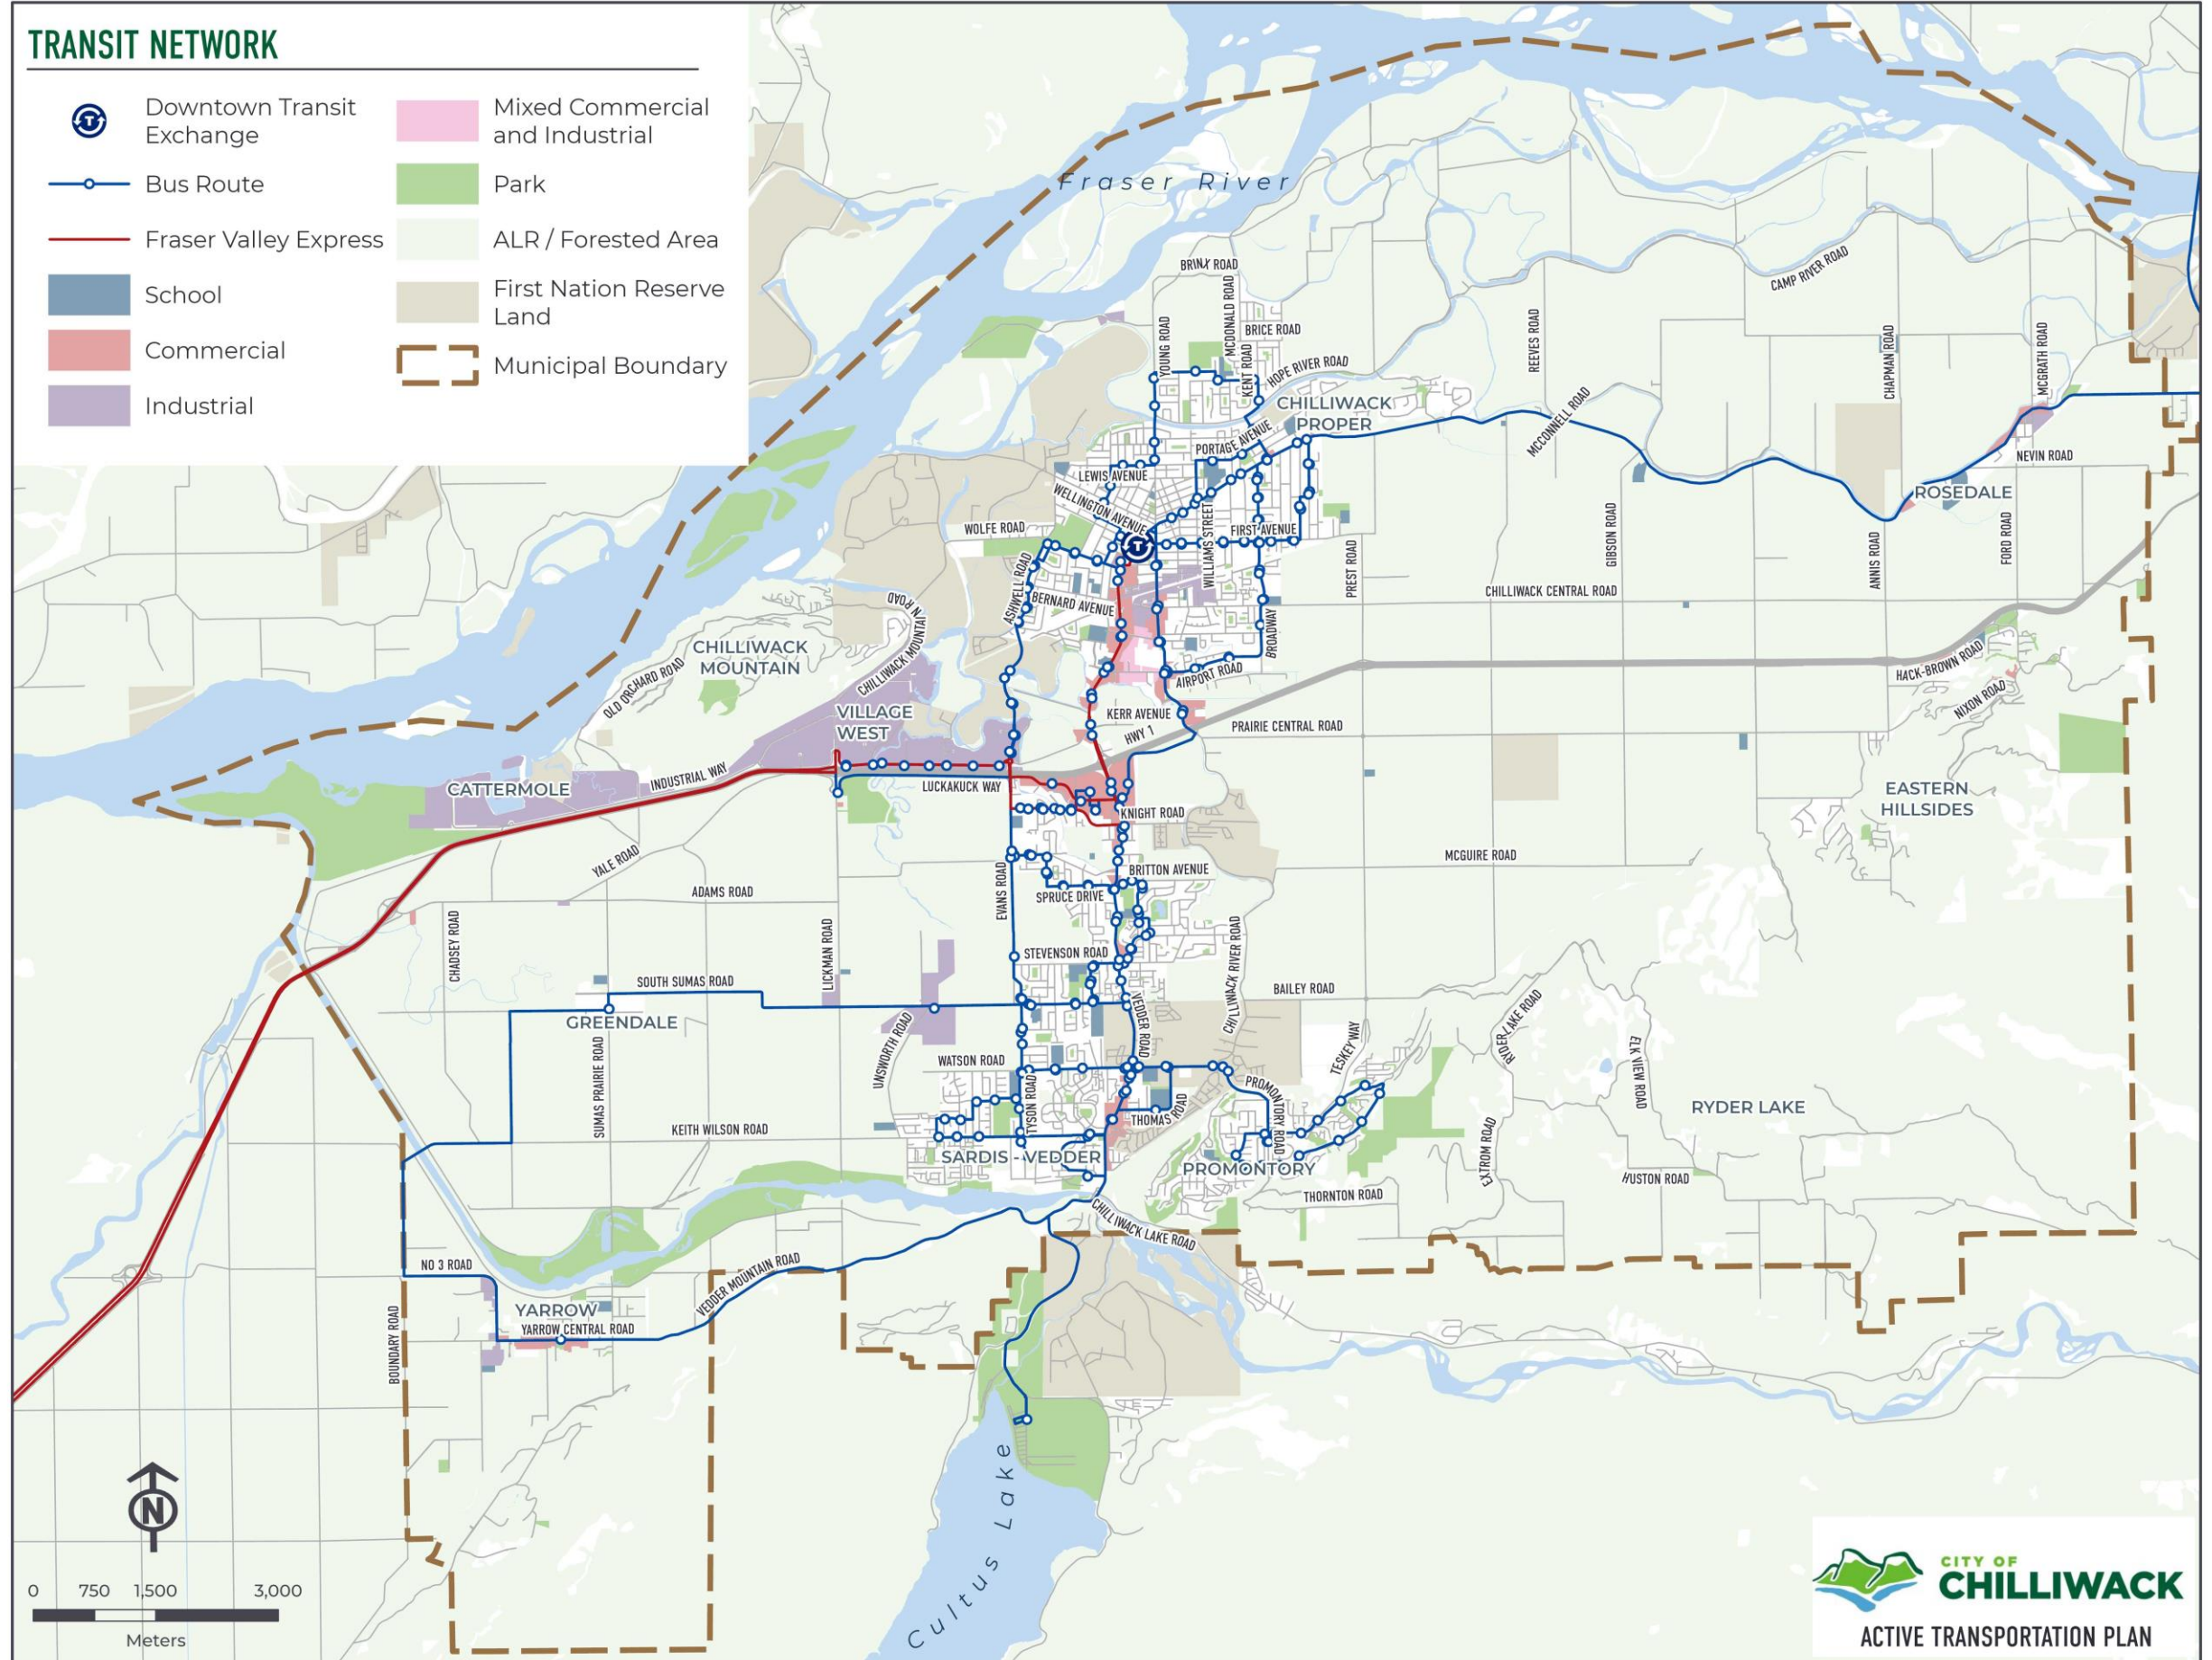 TRANSIT NETWORK
Downtown Transit
Exchange
Bus Route
Fraser Valley Express
School
Commercial
Industrial
Mixed Commercial
and Industrial
Park
ALR / Forested Area
First Nation Reserve
Land
Municipal Boundary
Fraser River
BRINX ROAD
MCDONALD ROAD
CAMP RIVER ROAD
YOUNG ROAD
BRICE ROAD
KENT ROAD
HOPE RIVER ROAD
REEVES ROAD
CHAPMAN ROAD
MCGRATH ROAD
CHILLIWACK
PROPER
MCCONNELL ROAD
PORTAGE AVENUE
LEWIS AVENUE
NEVIN ROAD
WELLINGTON AVENUE
ROSEDALE
WOLFE ROAD
WILLIAMS STREET
FIRST AVENUE
T
ASHWELL ROAD
PREST ROAD
GIBSON ROAD
ANNIS ROAD
FORD ROAD
BERNARD AVENUE
CHILLIWACK CENTRAL ROAD
CHILLIWACK MOUNTAIN ROAD
CHILLIWACK
MOUNTAIN
BROADWAY
OLD ORCHARD ROAD
AIRPORT ROAD
HACK-BROWN ROAD
NIXON ROAD
VILLAGE
WEST
KERR AVENUE
HWY 1
PRAIRIE CENTRAL ROAD
CATTERMOLE
INDUSTRIAL WAY
LUCKAKUCK WAY
EASTERN
HILLSIDES
KNIGHT ROAD
YALE ROAD
MCGUIRE ROAD
BRITTON AVENUE
ADAMS ROAD
EVANS ROAD
SPRUCE DRIVE
CHADSEY ROAD
LICKMAN ROAD
STEVENSON ROAD
CHILLIWACK RIVER ROAD
SOUTH SUMAS ROAD
BAILEY ROAD
GREENDALE
UNSWORTH ROAD
VEDDER ROAD
RYDER LAKE ROAD
SUMAS PRAIRIE ROAD
WATSON ROAD
TESKEY WAY
ELK VIEW ROAD
TYSON ROAD
PROMONTORY ROAD
THOMAS ROAD
RYDER LAKE
KEITH WILSON ROAD
EXTROM ROAD
SARDIS - VEDDER
PROMONTORY
HUSTON ROAD
THORNTON ROAD
CHILLIWACK LAKE ROAD
NO 3 ROAD
VEDDER MOUNTAIN ROAD
YARROW
YARROW CENTRAL ROAD
BOUNDARY ROAD
Cultus Lake
N
0 750 1,500 3,000
Meters
CITY OF
CHILLIWACK
ACTIVE TRANSPORTATION PLAN